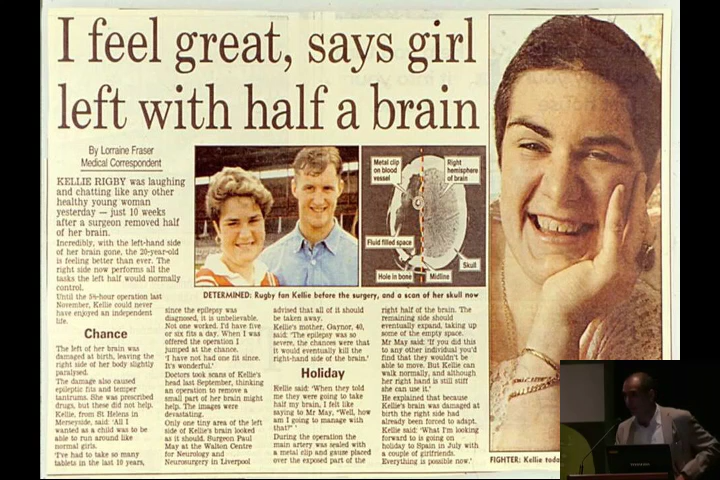 I feel great, says girl
left with half a brain
By Lorraine Fraser
Medical Correspondent
KELLIE RIGBY was laughing
and chatting like any other
healthy young woman
yesterday — just 10 weeks
after a surgeon removed half
of her brain.
Incredibly, with the left-hand side
of her brain gone, the 20-year-old
is feeling better than ever. The
right side now performs all the
tasks the left half would normally
control.
Until the 5½-hour operation last
November, Kellie could never
have enjoyed an independent
life.
Chance
The left of her brain was
damaged at birth, leaving the
right side of her body slightly
paralysed.
The damage also caused
epileptic fits and temper
tantrums. She was prescribed
drugs, but these did not help.
Kellie, from St Helens in
Merseyside, said: 'All I
wanted as a child was to be
able to run around like
normal girls.
'I've had to take so many
tablets in the last 10 years,
Metal clip
on blood
vessel
Right
hemisphere
of brain
Fluid filled space
Skull
Hole in bone
Midline
DETERMINED: Rugby fan Kellie before the surgery, and a scan of her skull now
since the epilepsy was
diagnosed, it is unbelievable.
Not one worked. I'd have five
or six fits a day. When I was
offered the operation I
jumped at the chance.
'I have not had one fit since.
It's wonderful.'
Doctors took scans of Kellie's
head last September, thinking
an operation to remove a
small part of her brain might
help. The images were
devastating.
Only one tiny area of the left
side of Kellie's brain looked
as it should. Surgeon Paul
May at the Walton Centre
for Neurology and
Neurosurgery in Liverpool
advised that all of it should
be taken away.
Kellie's mother, Gaynor, 40,
said: 'The epilepsy was so
severe, the chances were that
it would eventually kill the
right-hand side of the brain.'
Holiday
Kellie said: 'When they told
me they were going to take
half my brain, I felt like
saying to Mr May, "Well, how
am I going to manage with
that?" '
During the operation the
main artery was sealed with
a metal clip and gauze placed
over the exposed part of the
right half of the brain. The
remaining side should
eventually expand, taking up
some of the empty space.
Mr May said: 'If you did this
to any other individual you'd
find that they wouldn't be
able to move. But Kellie can
walk normally, and although
her right hand is still stiff
she can use it.'
He explained that because
Kellie's brain was damaged at
birth the right side had
already been forced to adapt.
Kellie said: 'What I'm looking
forward to is going on
holiday to Spain in July with
a couple of girlfriends.
Everything is possible now.'
FIGHTER: Kellie toda